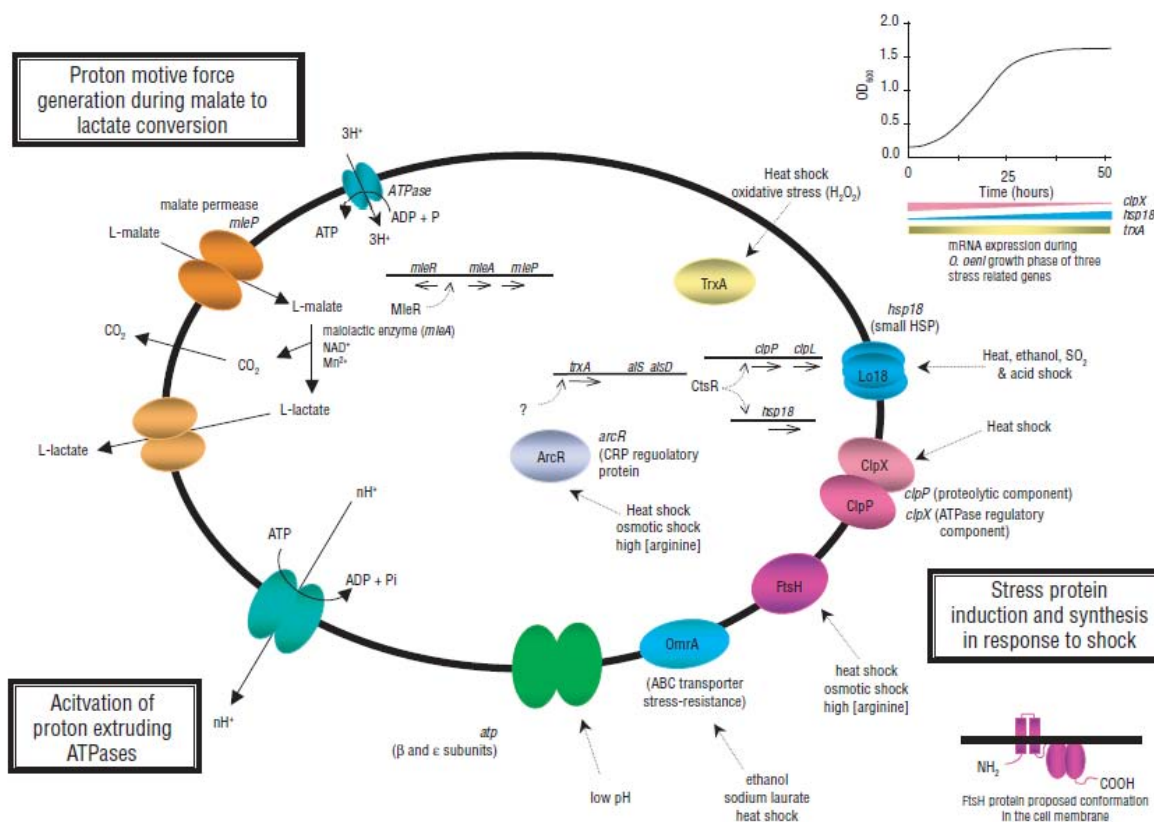 Proton motive force
generation during malate to
lactate conversion
3H⁺
ATPase
ADP + P
ATP
3H⁺
malate permease
mleP
L-malate
L-malate
malolactic enzyme (mleA)
NAD⁺
Mn²⁺
CO₂
CO₂
L-lactate
L-lactate
mleR mleA mleP
MleR
Heat shock
oxidative stress (H₂O₂)
TrxA
2.0
1.5
1.0
0.5
0.0
OD₆₀₀
0 25 50
Time (hours)
clpX
hsp18
trxA
mRNA expression during
O. oeni growth phase of three
stress related genes
hsp18
(small HSP)
Lo18
Heat, ethanol, SO₂
& acid shock
clpP clpL
CtsR
hsp18
trxA alS alsD
?
ArcR
arcR
(CRP reguolatory
protein
Heat shock
osmotic shock
high [arginine]
Heat shock
ClpX
ClpP
clpP (proteolytic component)
clpX (ATPase regulatory
component)
FtsH
heat shock
osmotic shock
high [arginine]
Stress protein
induction and synthesis
in response to shock
nH⁺
ATP
ADP + Pi
nH⁺
Acitvation of
proton extruding
ATPases
atp
(β and ε subunits)
low pH
OmrA
(ABC transporter
stress-resistance)
ethanol
sodium laurate
heat shock
NH₂
COOH
FtsH protein proposed conformation
in the cell membrane